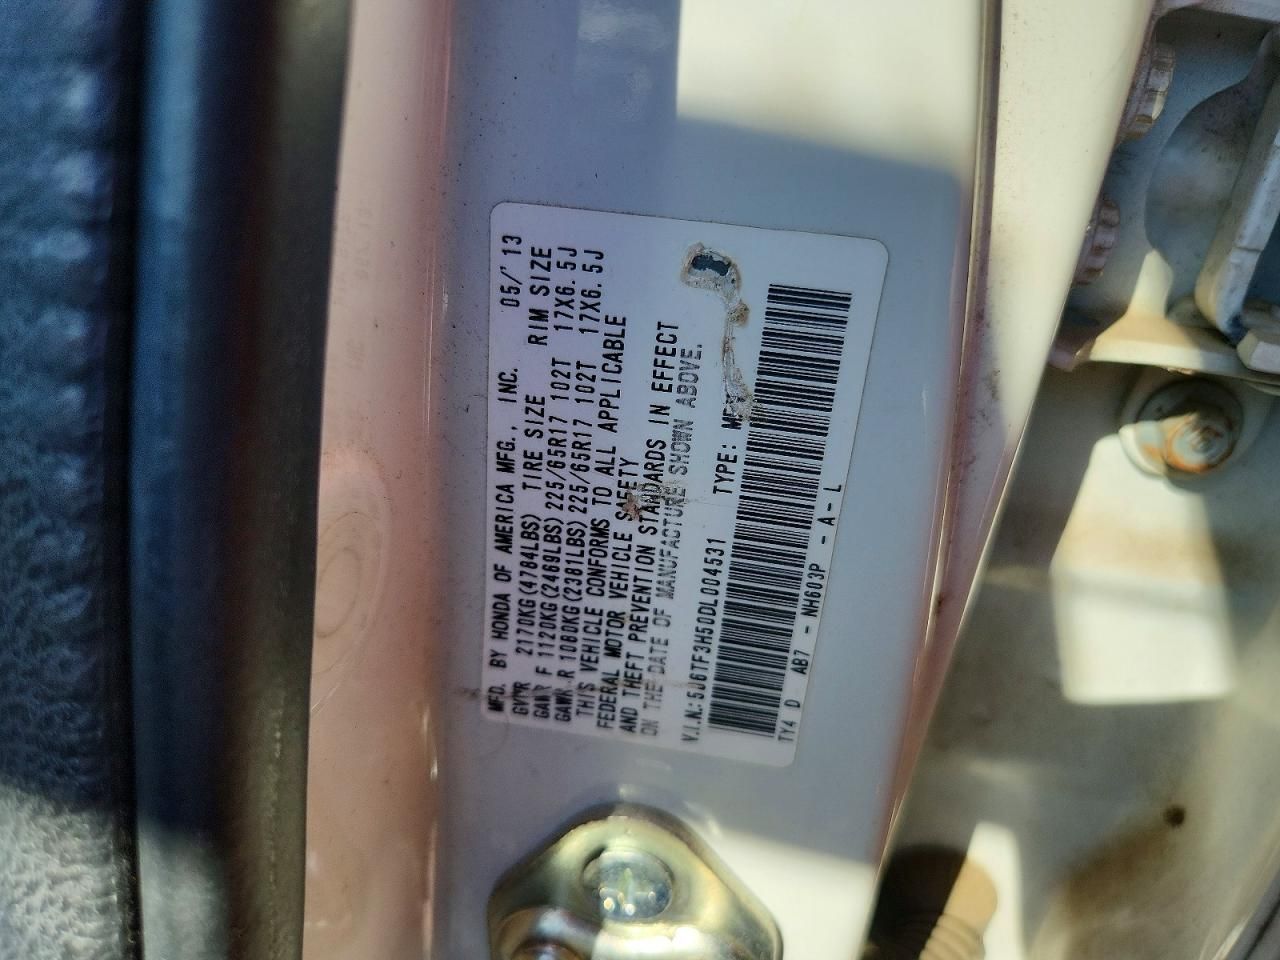 MFD. BY HONDA OF AMERICA MFG., INC. 05/'13
GVWR 2170KG(4784LBS) TIRE SIZE RIM SIZE
GAWR F 1120KG(2469LBS) 225/65R17 102T 17X6.5J
GAWR R 1080KG(2381LBS) 225/65R17 102T 17X6.5J
THIS VEHICLE CONFORMS TO ALL APPLICABLE
FEDERAL MOTOR VEHICLE SAFETY
AND THEFT PREVENTION STANDARDS IN EFFECT
ON THE DATE OF MANUFACTURE SHOWN ABOVE.
V.I.N.:5J6TF3H50DL004531 TYPE:
TY4 D AB7 - NH603P - A - L